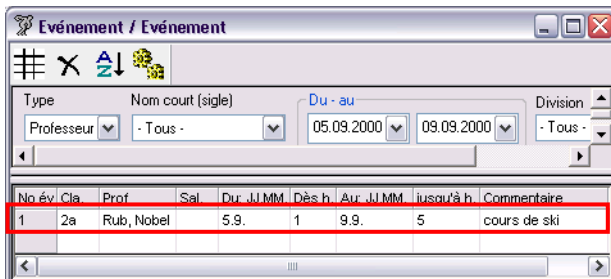 Evénement / Evénement
Type Nom court (sigle) Du - au Division
Professeur - Tous - 05.09.2000 09.09.2000 - Tous -
No év Cla. Prof Sal. Du: JJ.MM. Dès h. Au: JJ.MM. jusqu'à h. Commentaire
1 2a Rub, Nobel 5.9. 1 9.9. 5 cours de ski